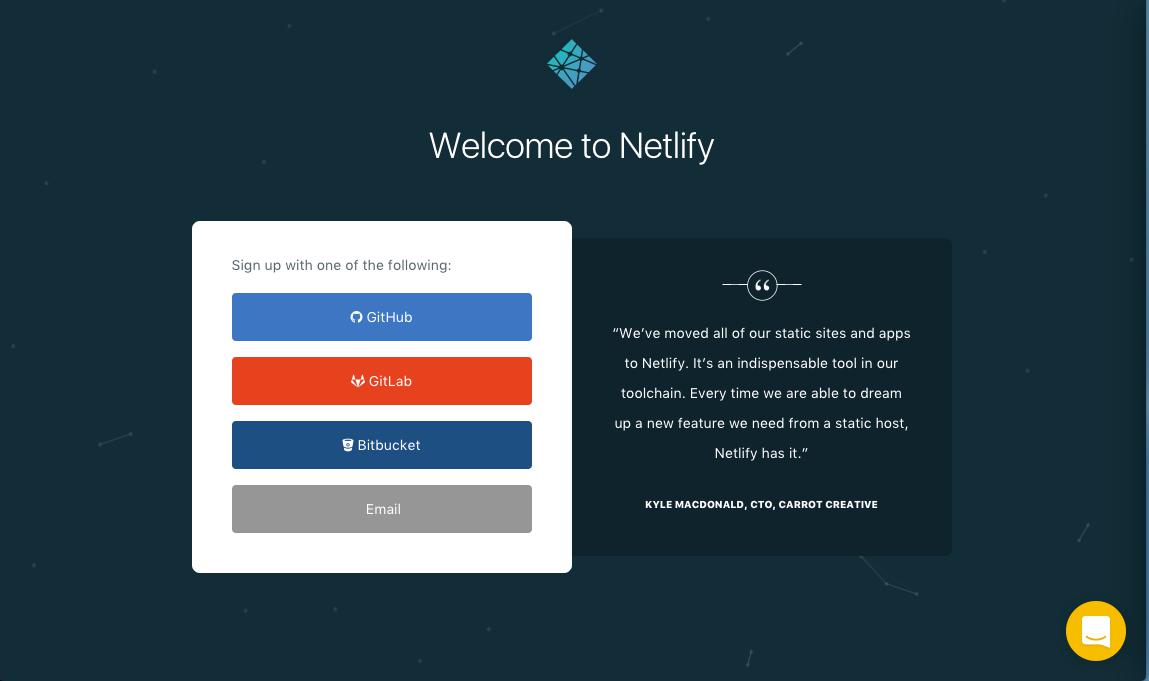 Welcome to Netlify
Sign up with one of the following:
GitHub
GitLab
Bitbucket
Email
“We’ve moved all of our static sites and apps
to Netlify. It’s an indispensable tool in our
toolchain. Every time we are able to dream
up a new feature we need from a static host,
Netlify has it.”
KYLE MACDONALD, CTO, CARROT CREATIVE